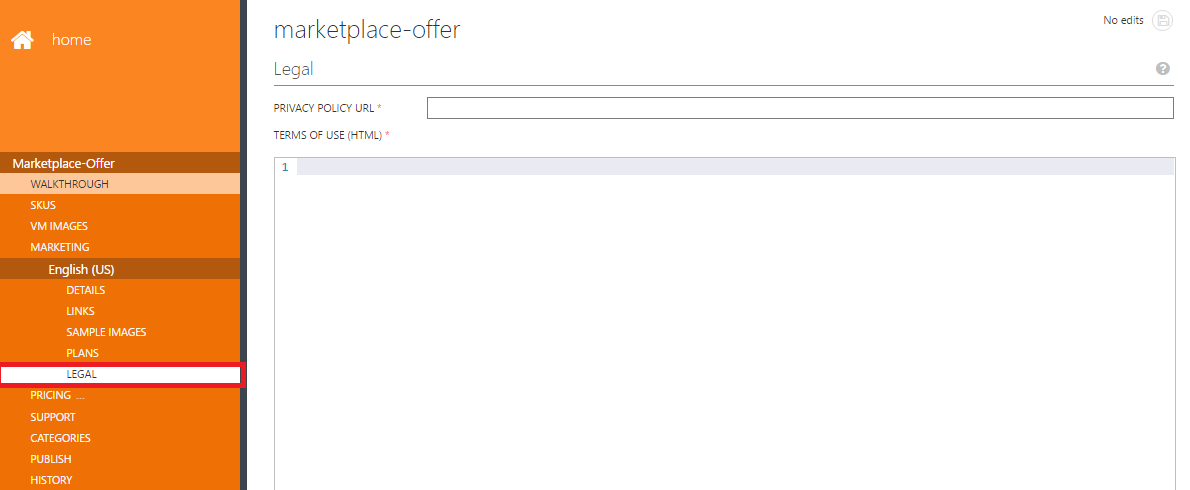 home
Marketplace-Offer
WALKTHROUGH
SKUS
VM IMAGES
MARKETING
English (US)
DETAILS
LINKS
SAMPLE IMAGES
PLANS
LEGAL
PRICING ...
SUPPORT
CATEGORIES
PUBLISH
HISTORY
marketplace-offer
No edits
Legal
?
PRIVACY POLICY URL *
TERMS OF USE (HTML) *
1